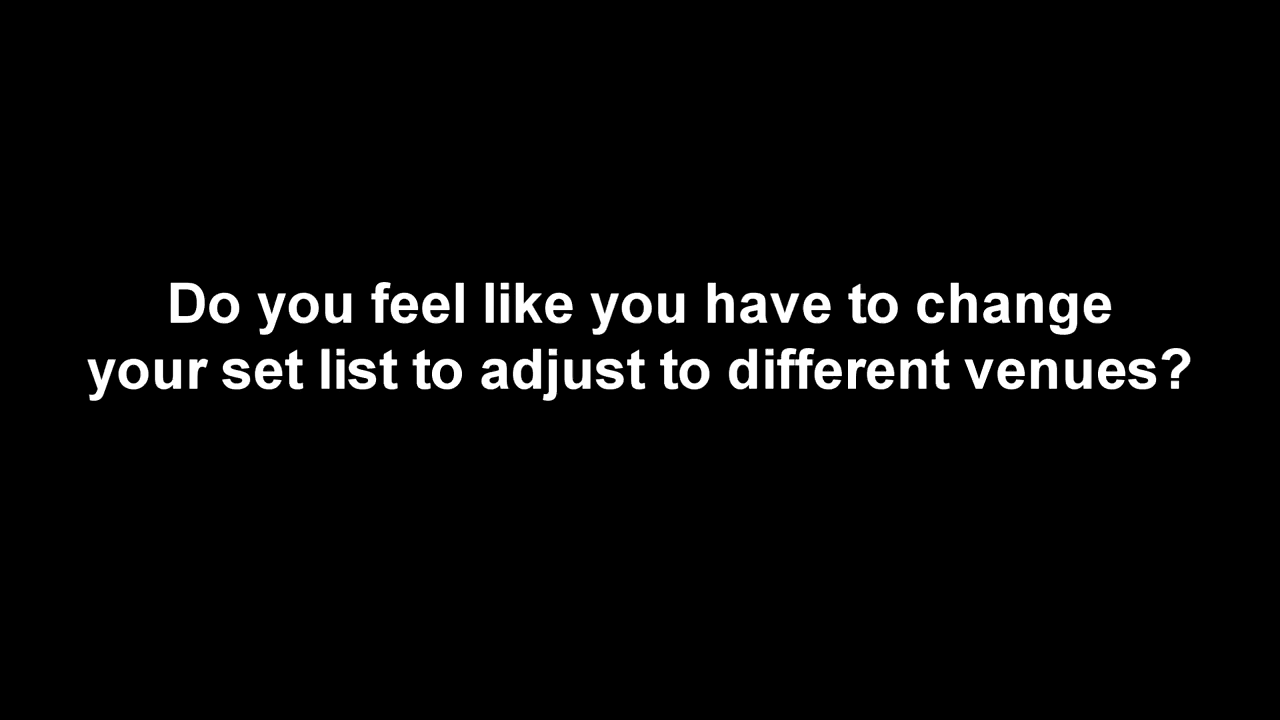 Do you feel like you have to change
your set list to adjust to different venues?